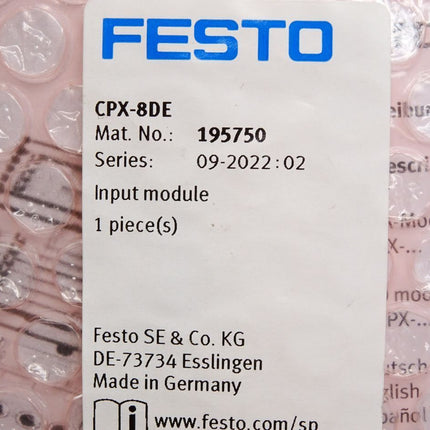 FESTO
CPX-8DE
Mat. No.: 195750
Series: 09-2022:02
Input module
1 piece(s)
Festo SE & Co. KG
DE-73734 Esslingen
Made in Germany
i www.festo.com/sp